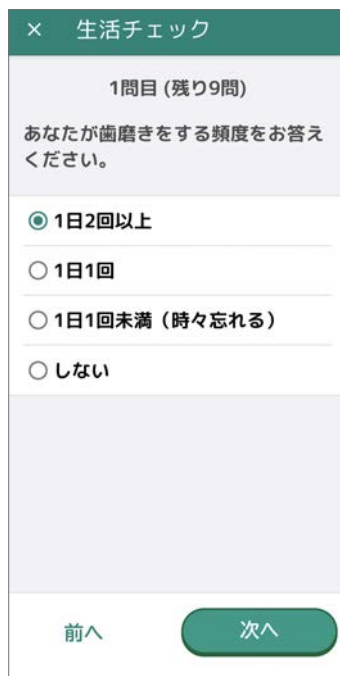 × 生活チェック
1問目 (残り9問)
あなたが歯磨きをする頻度をお答え
ください。
1日2回以上
1日1回
1日1回未満（時々忘れる）
しない
前へ 次へ